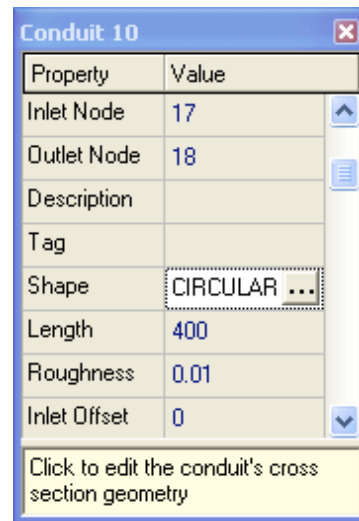 Conduit 10
Property Value
Inlet Node 17
Outlet Node 18
Description
Tag
Shape CIRCULAR ...
Length 400
Roughness 0.01
Inlet Offset 0
Click to edit the conduit's cross
section geometry